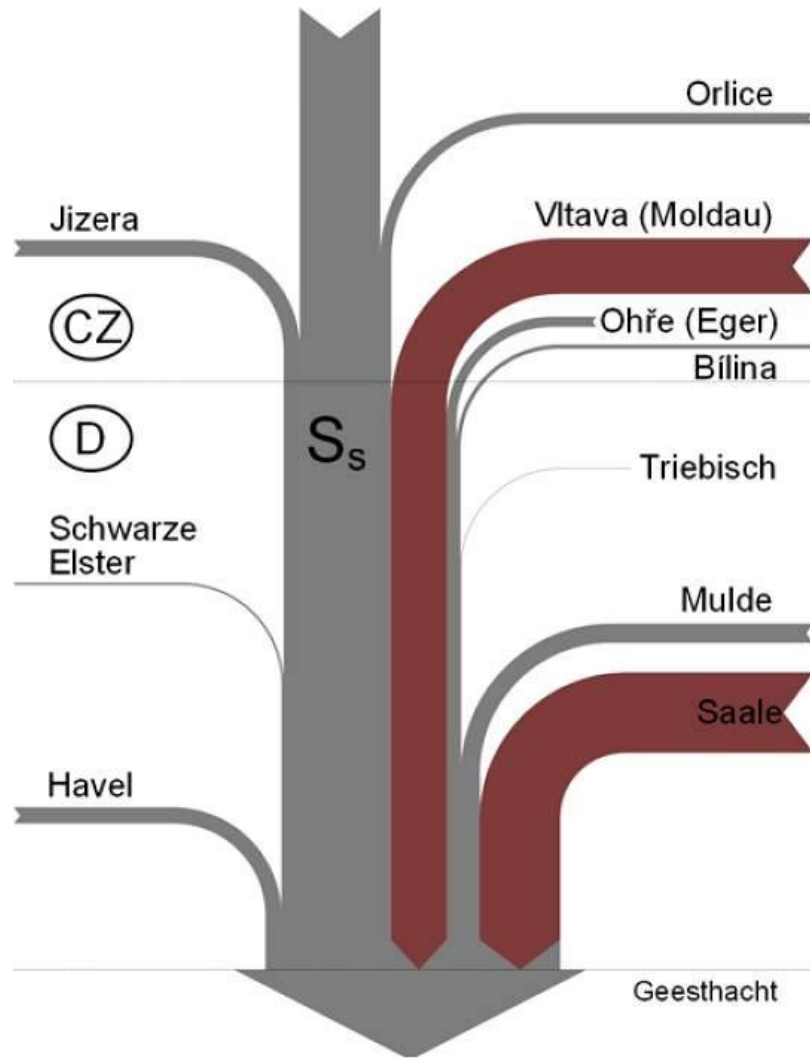 Orlice
Jizera
Vltava (Moldau)
CZ
Ohře (Eger)
Bílina
D
Ss
Triebisch
Schwarze
Elster
Mulde
Saale
Havel
Geesthacht